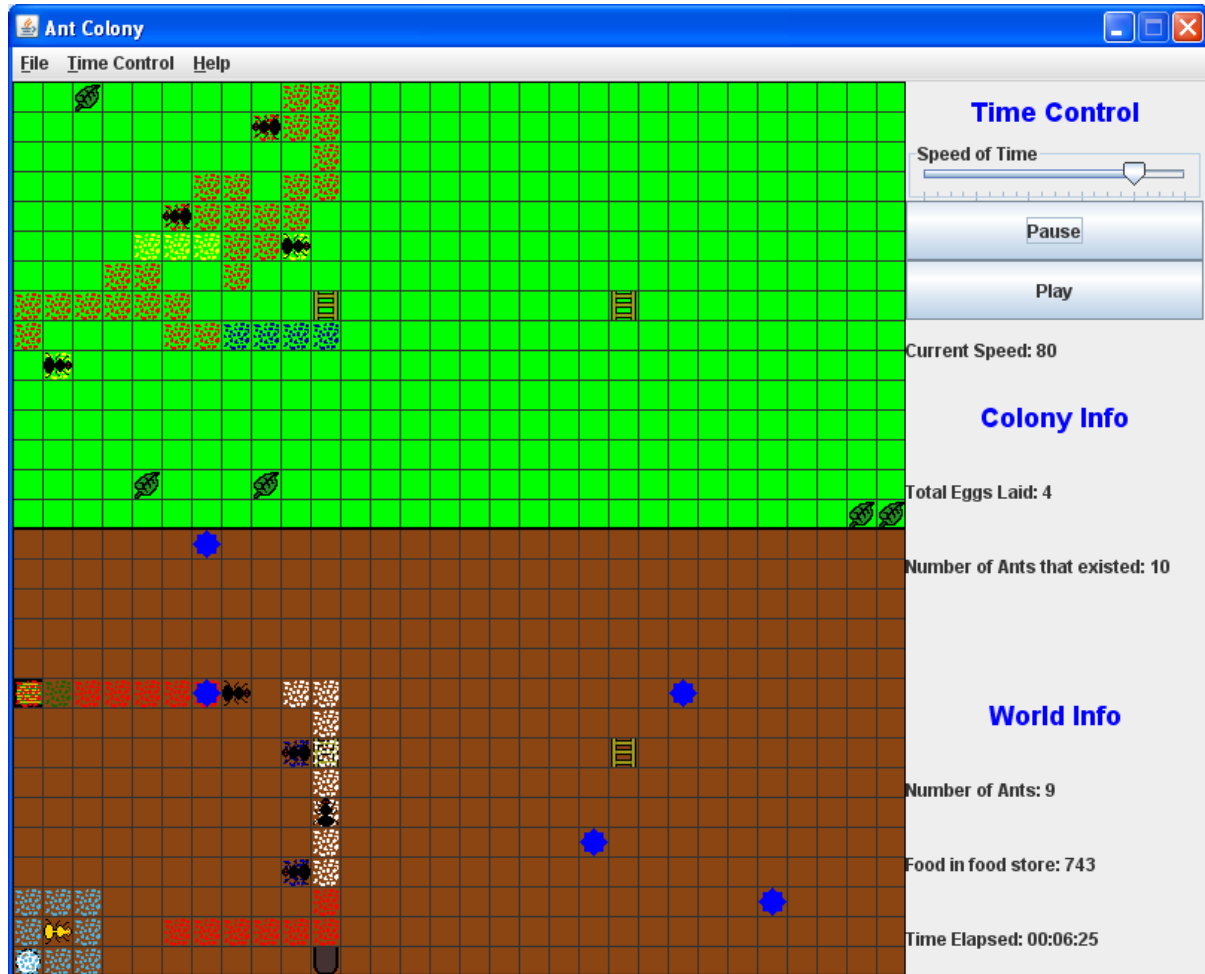 Ant Colony
File Time Control Help
Time Control
Speed of Time
Pause
Play
Current Speed: 80
Colony Info
Total Eggs Laid: 4
Number of Ants that existed: 10
World Info
Number of Ants: 9
Food in food store: 743
Time Elapsed: 00:06:25